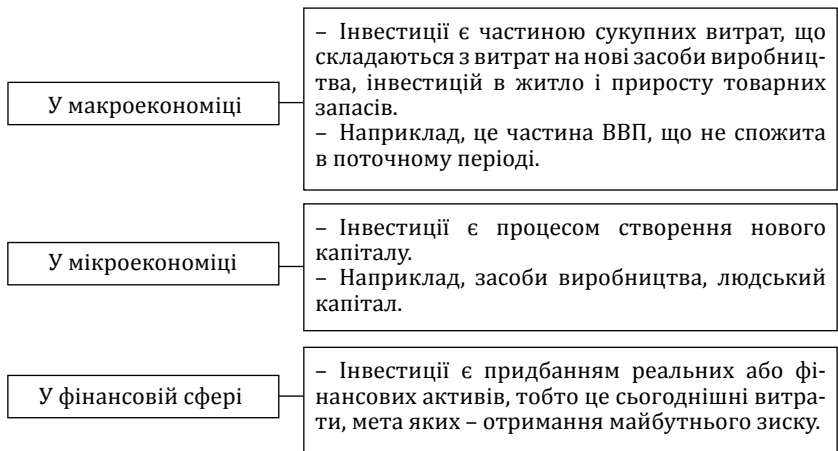 У макроекономіці
– Інвестиції є частиною сукупних витрат, що
складаються з витрат на нові засоби виробниц-
тва, інвестицій в житло і приросту товарних
запасів.
– Наприклад, це частина ВВП, що не спожита
в поточному періоді.
У мікроекономіці
– Інвестиції є процесом створення нового
капіталу.
– Наприклад, засоби виробництва, людський
капітал.
У фінансовій сфері
– Інвестиції є придбанням реальних або фі-
нансових активів, тобто це сьогоднішні витра-
ти, мета яких – отримання майбутнього зиску.